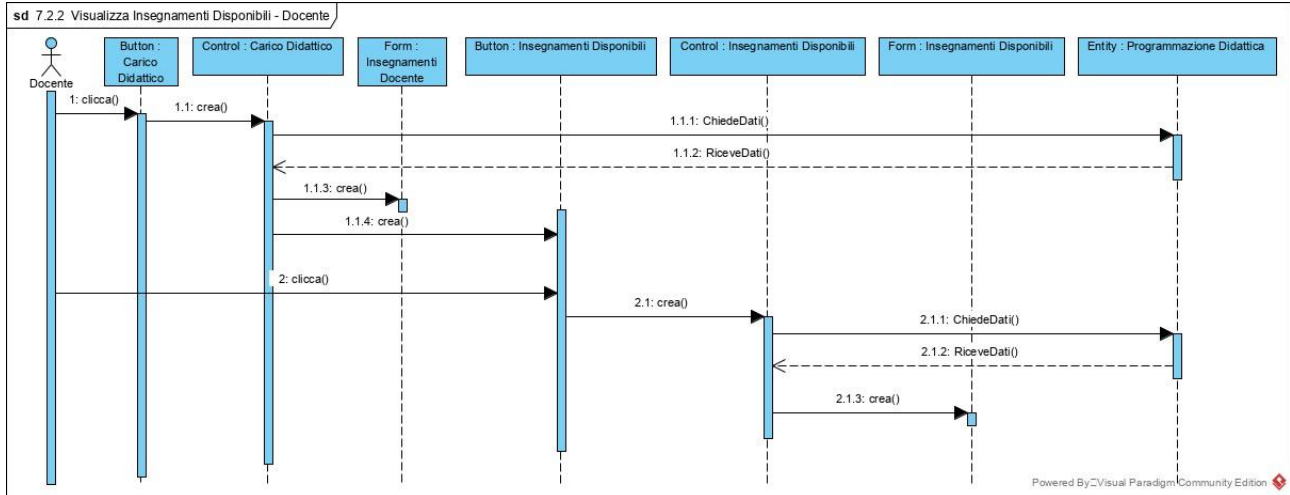 sd 7.2.2 Visualizza Insegnamenti Disponibili - Docente
Docente
Button :
Carico
Didattico
Control : Carico Didattico
Form :
Insegnamenti
Docente
Button : Insegnamenti Disponibili
Control : Insegnamenti Disponibili
Form : Insegnamenti Disponibili
Entity : Programmazione Didattica
1: clicca()
1.1: crea()
1.1.1: ChiedeDati()
1.1.2: RiceveDati()
1.1.3: crea()
1.1.4: crea()
2: clicca()
2.1: crea()
2.1.1: ChiedeDati()
2.1.2: RiceveDati()
2.1.3: crea()
Powered By Visual Paradigm Community Edition